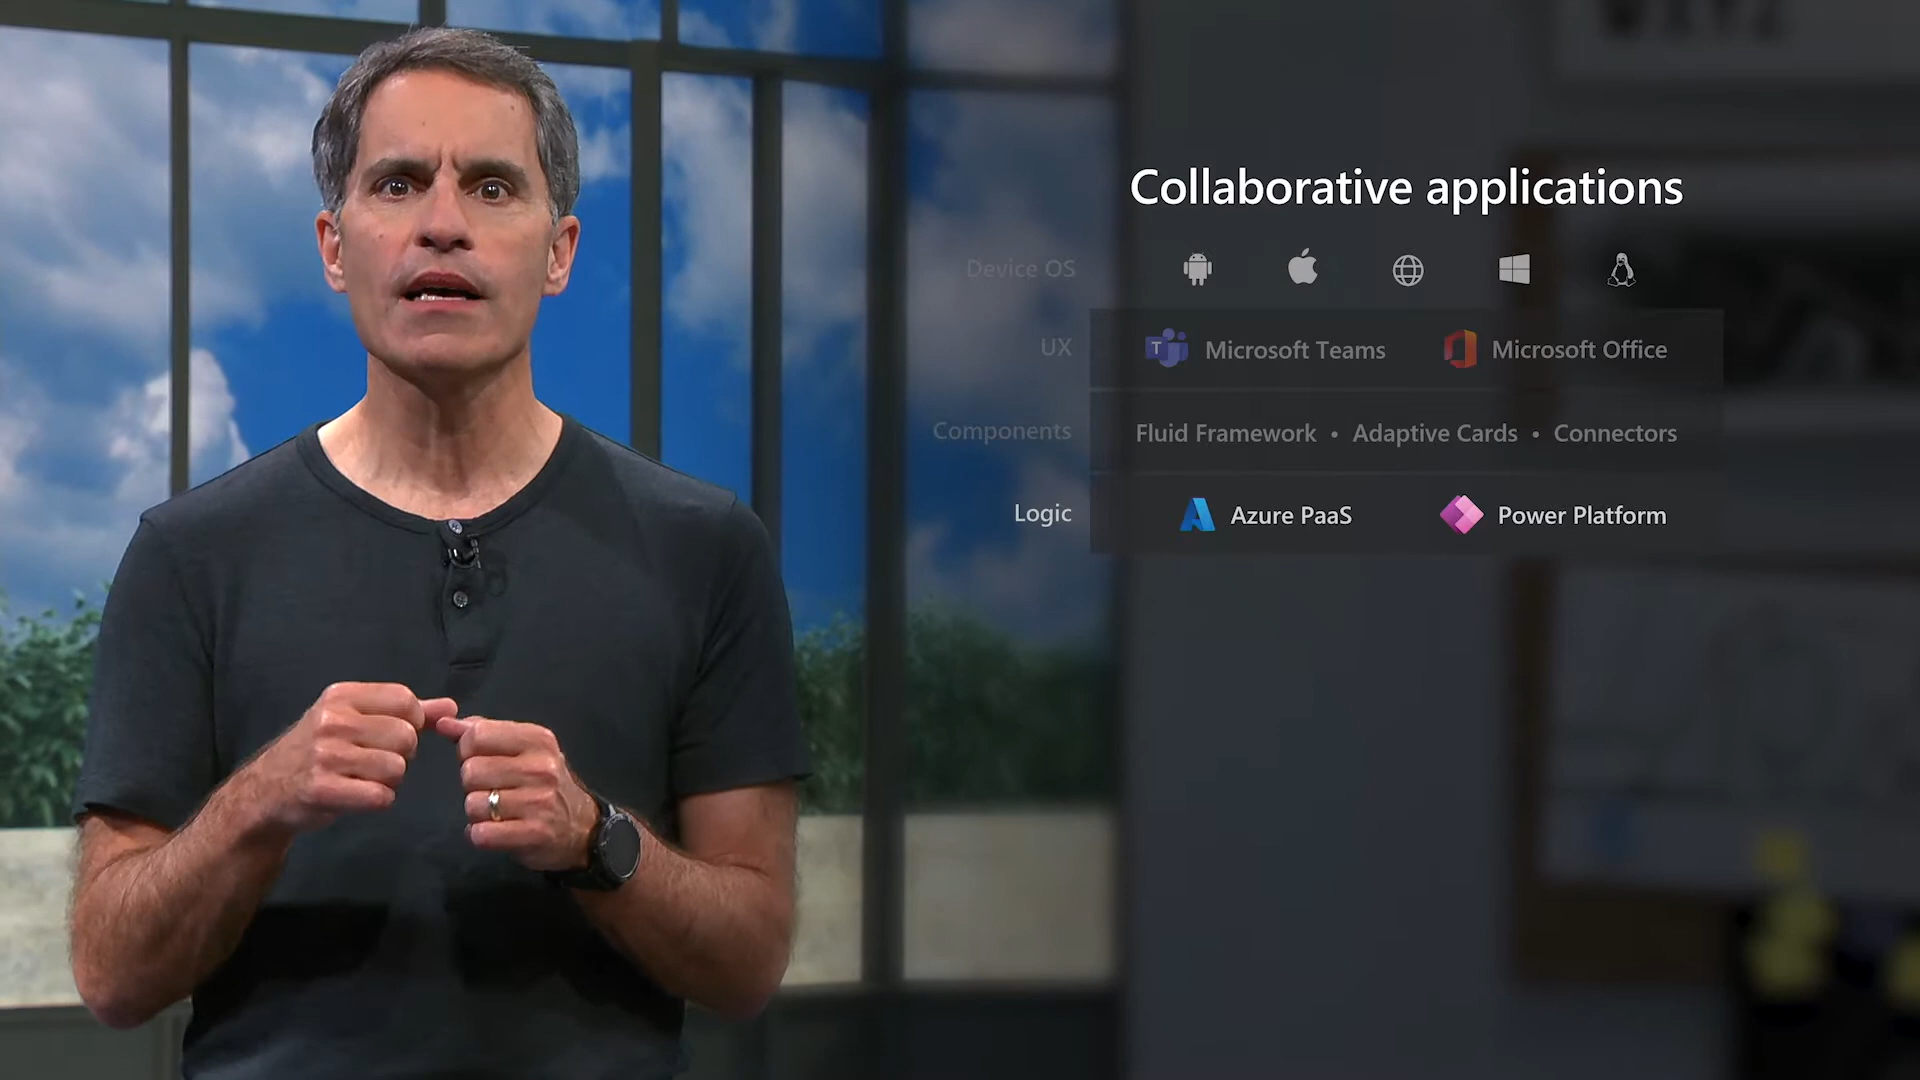 Collaborative applications
Device OS
UX
T
Microsoft Teams
Microsoft Office
Components
Fluid Framework • Adaptive Cards • Connectors
Logic
Azure PaaS
Power Platform